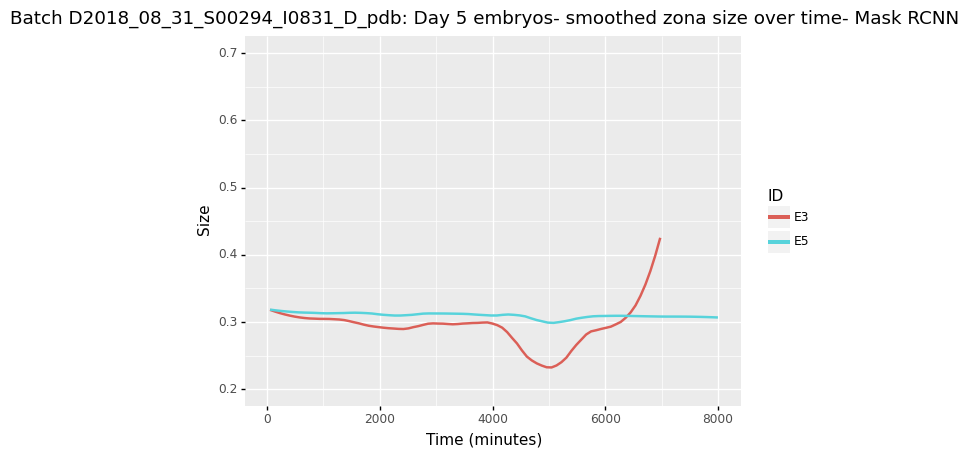 Batch D2018_08_31_S00294_I0831_D_pdb: Day 5 embryos- smoothed zona size over time- Mask RCNN
0.7
0.6
0.5
0.4
0.3
0.2
Size
0 2000 4000 6000 8000
Time (minutes)
ID
E3
E5